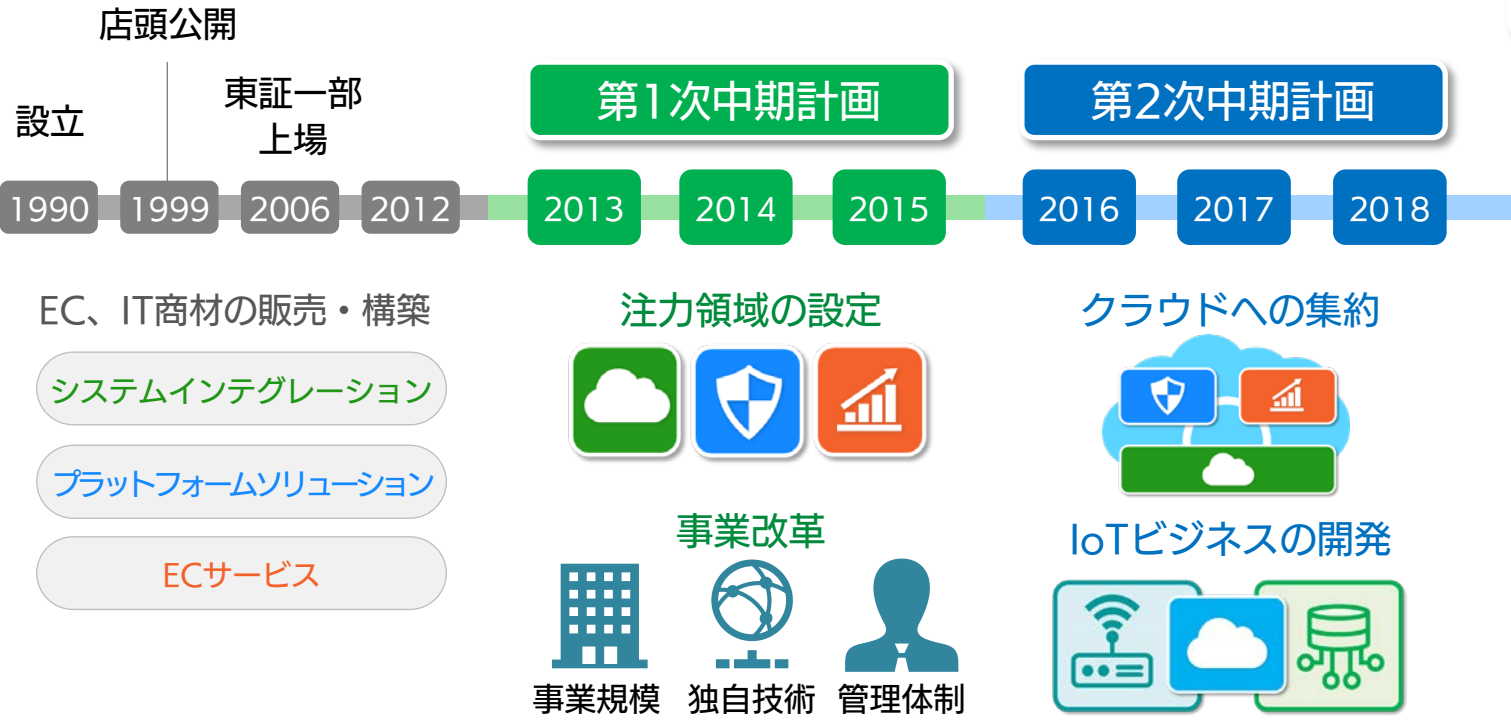 店頭公開
設立
東証一部
上場
第1次中期計画
第2次中期計画
1990 1999 2006 2012 2013 2014 2015 2016 2017 2018
EC、IT商材の販売・構築
システムインテグレーション
プラットフォームソリューション
ECサービス
注力領域の設定
事業改革
事業規模 独自技術 管理体制
クラウドへの集約
IoTビジネスの開発